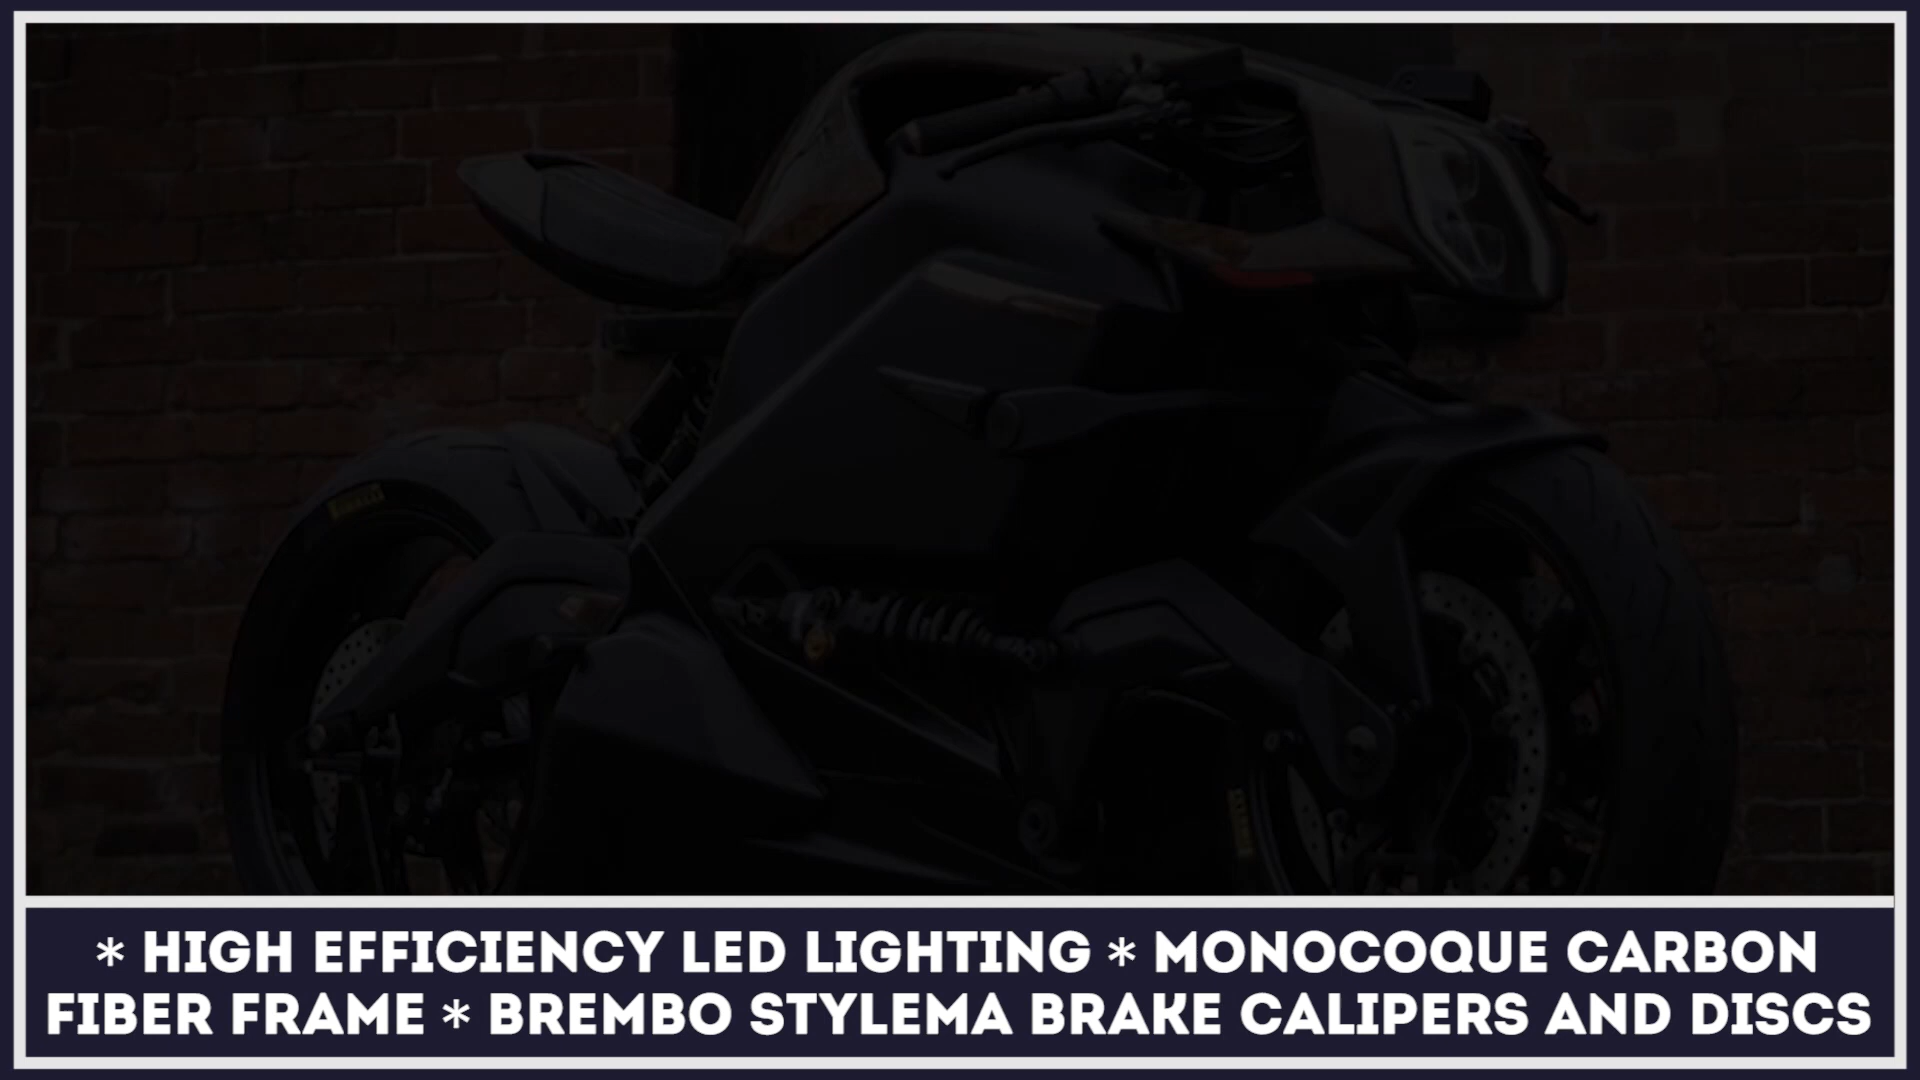 * HIGH EFFICIENCY LED LIGHTING * MONOCOQUE CARBON
FIBER FRAME * BREMBO STYLEMA BRAKE CALIPERS AND DISCS